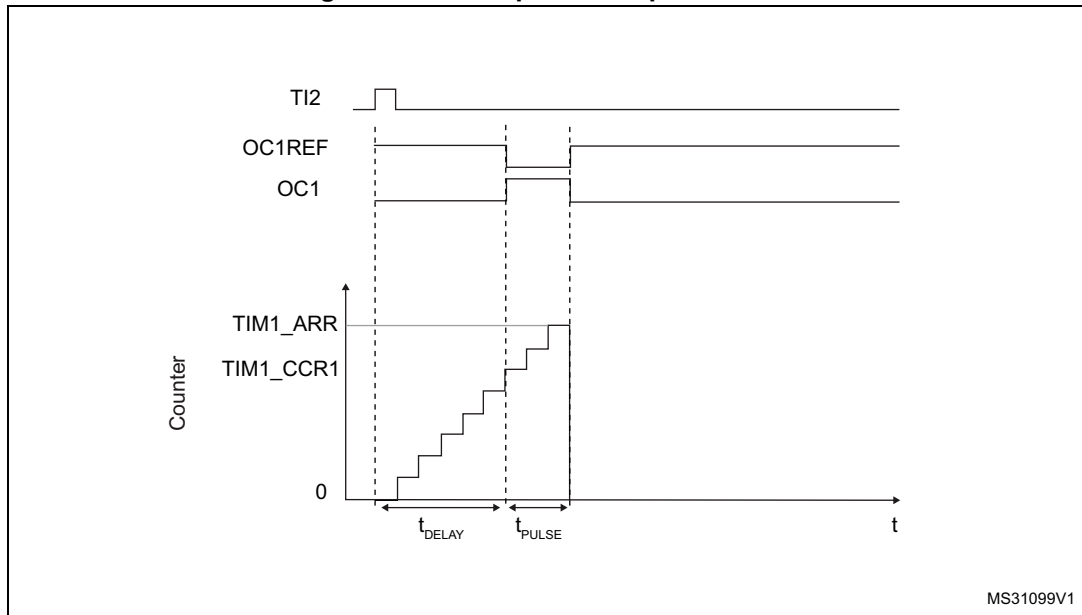 TI2
OC1REF
OC1
TIM1_ARR
TIM1_CCR1
Counter
0
tDELAY
tPULSE
t
MS31099V1